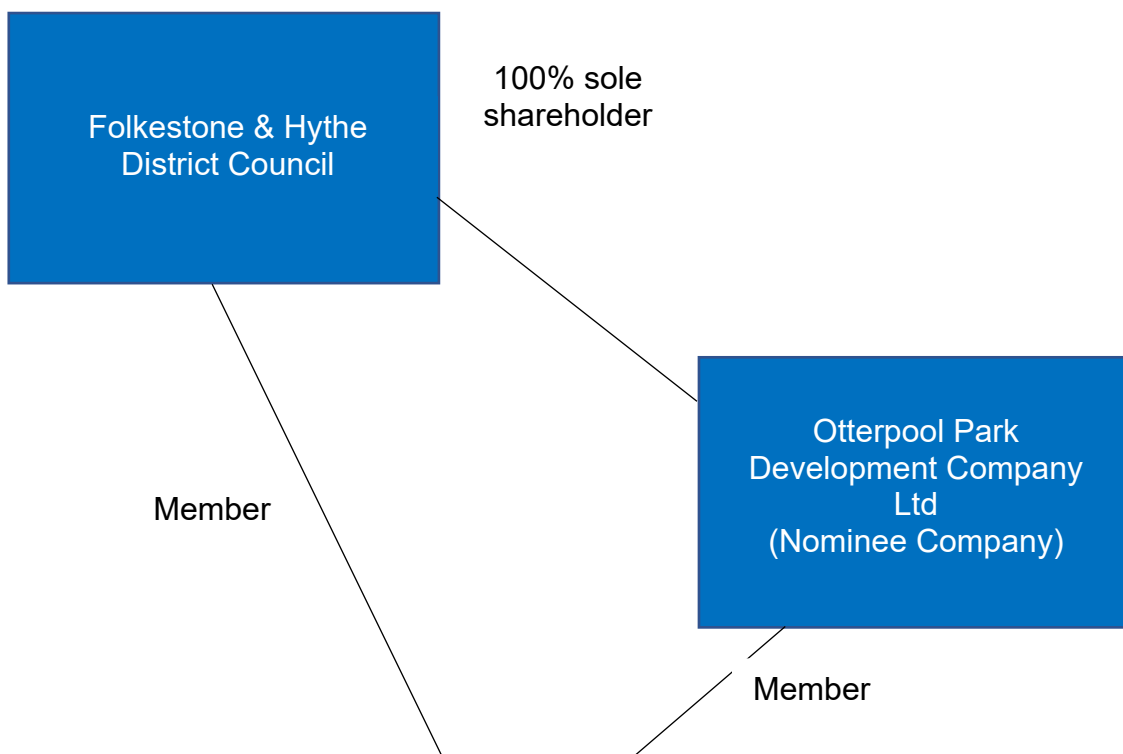 100% sole
shareholder
Folkestone & Hythe
District Council
Otterpool Park
Development Company
Ltd
(Nominee Company)
Member
Member